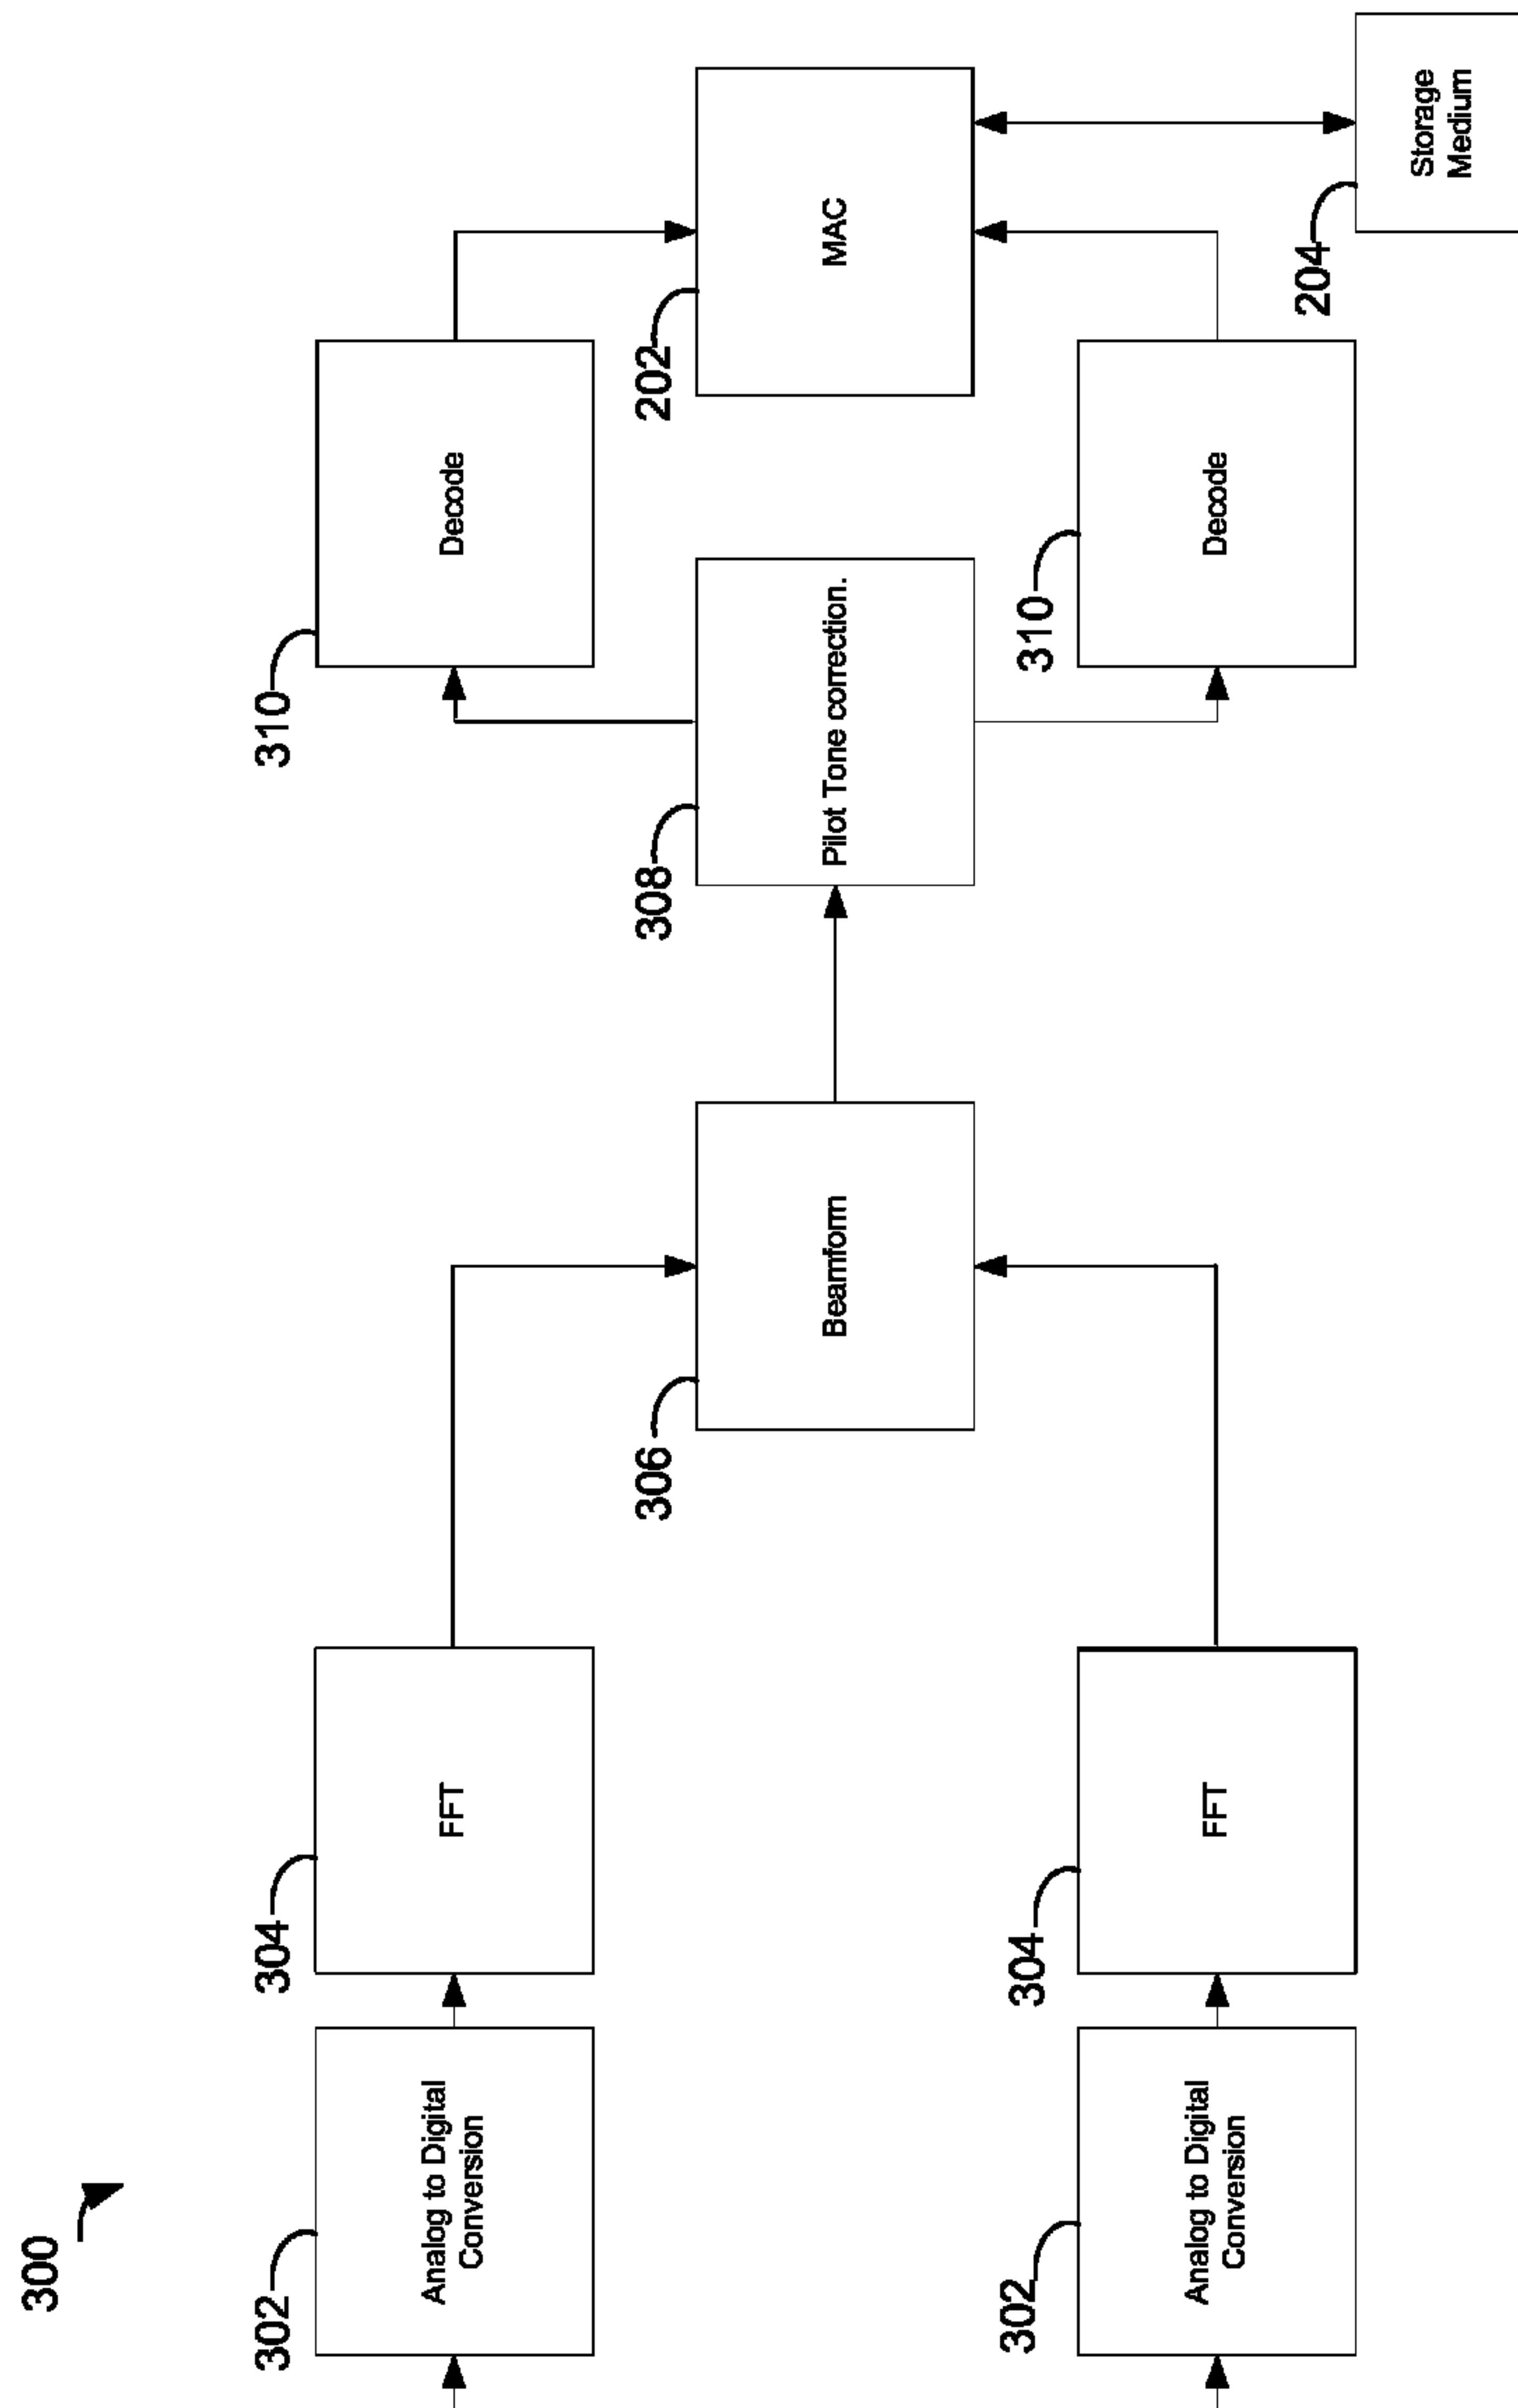 300
302
Analog to Digital
Conversion
304
FFT
306
Beamform
308
Pilot Tone correction.
310
Decode
202
MAC
302
Analog to Digital
Conversion
304
FFT
310
Decode
204
Storage
Medium